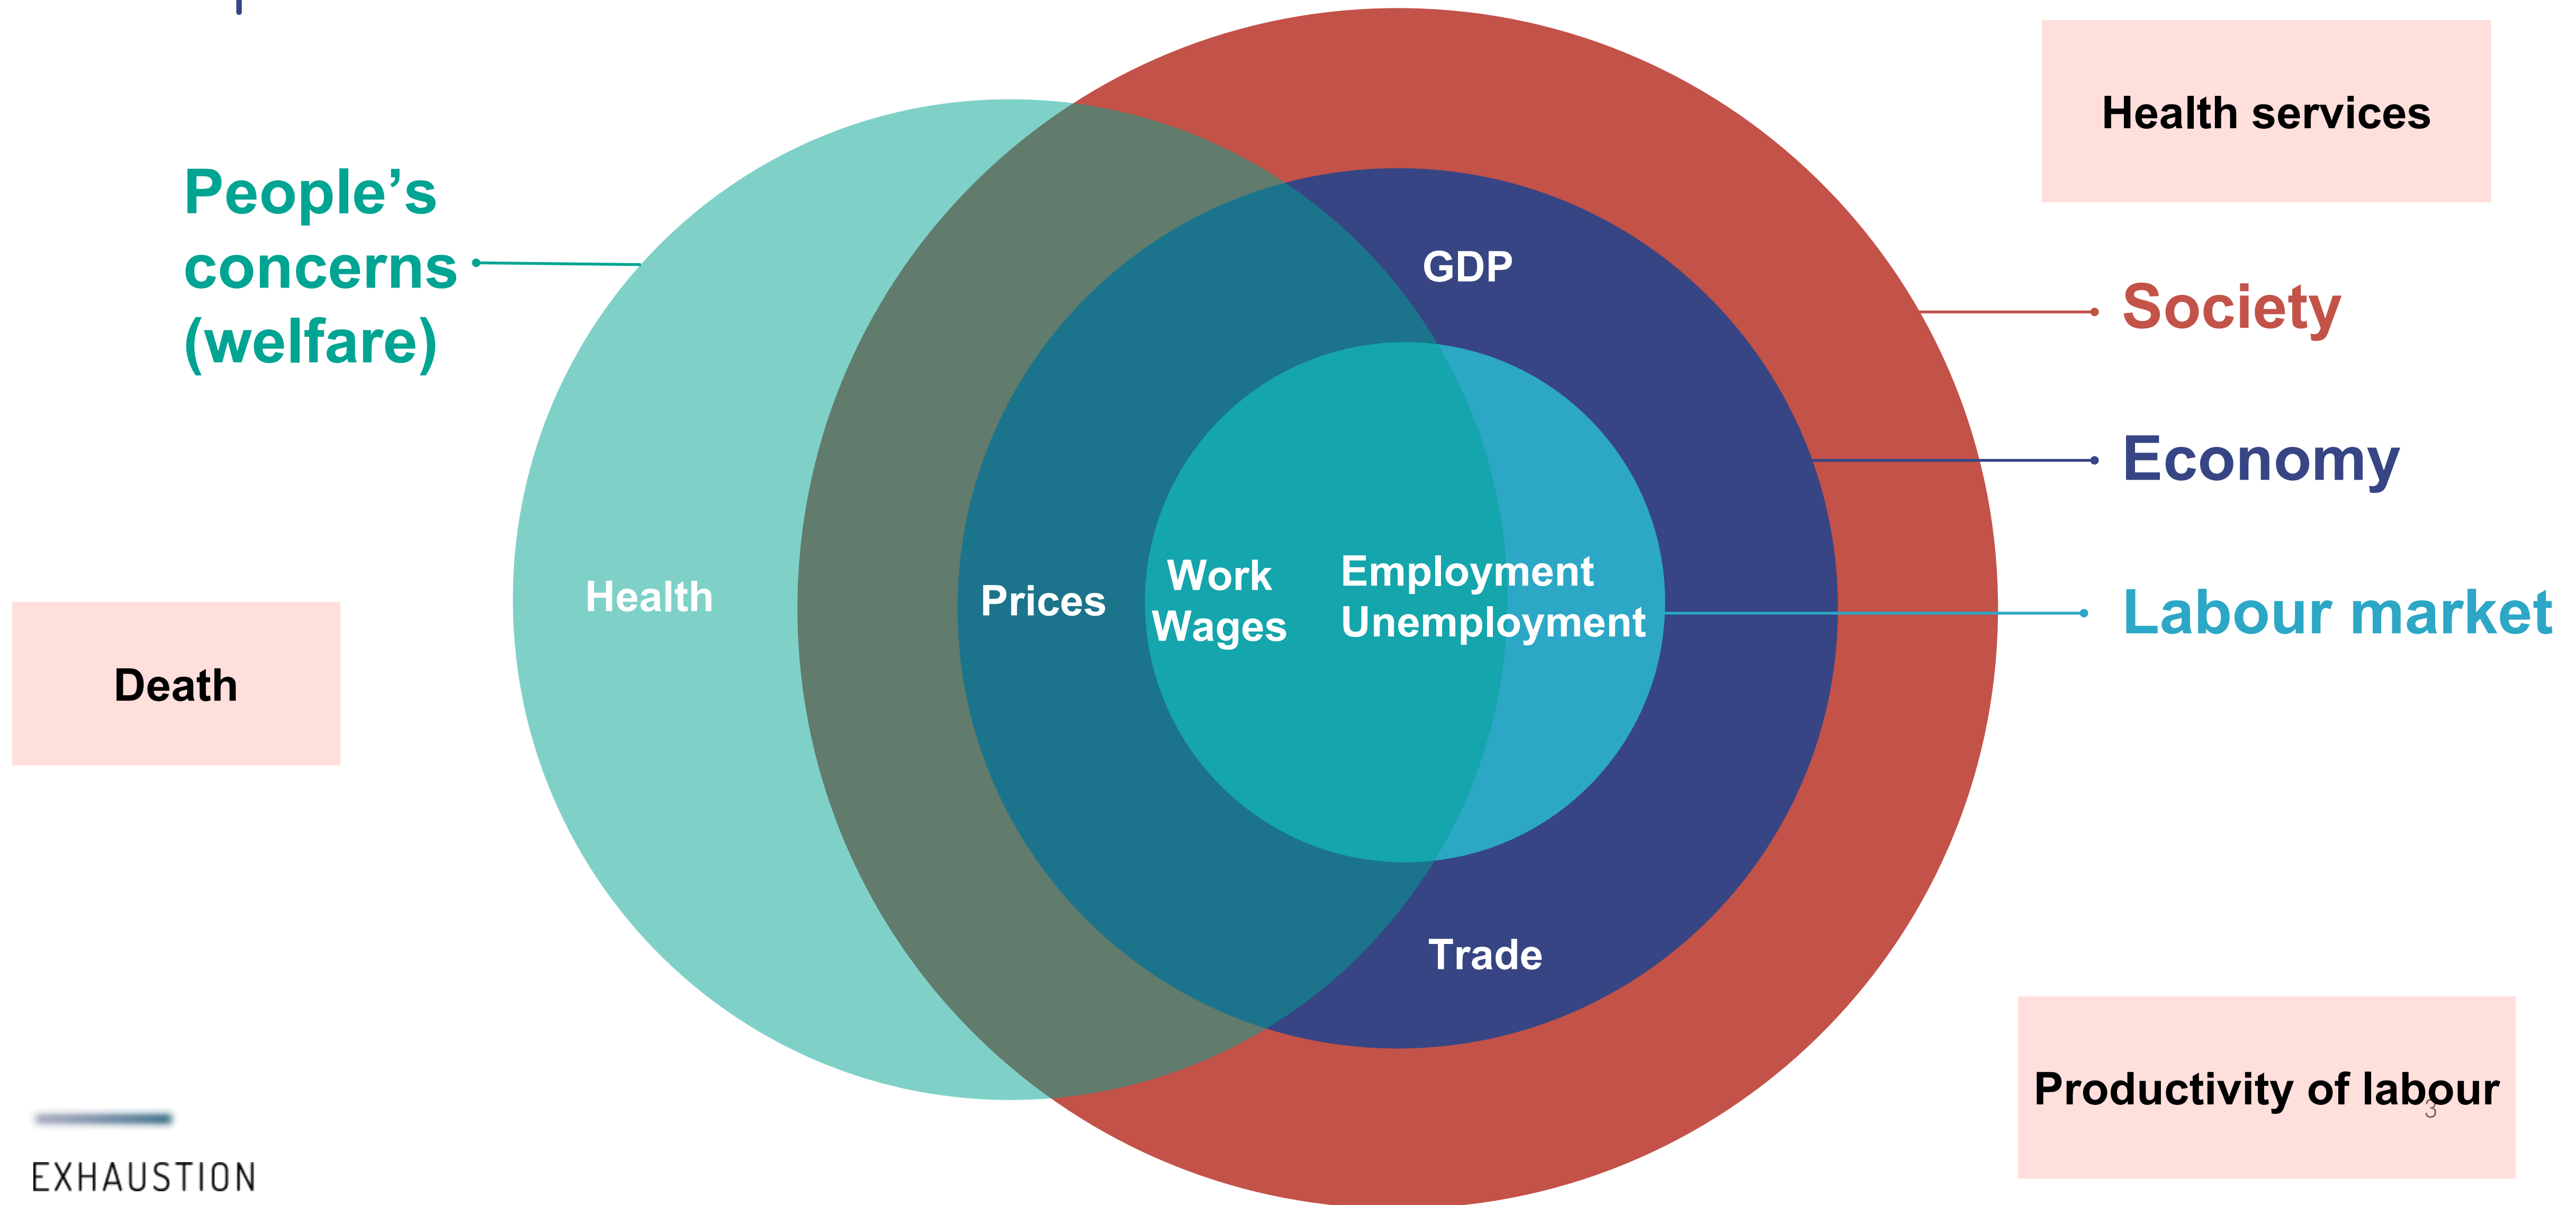 People’s
concerns
(welfare)
Health services
Society
Economy
Labour market
GDP
Health
Prices
Work
Wages
Employment
Unemployment
Trade
Death
Productivity of labour
3
EXHAUSTION